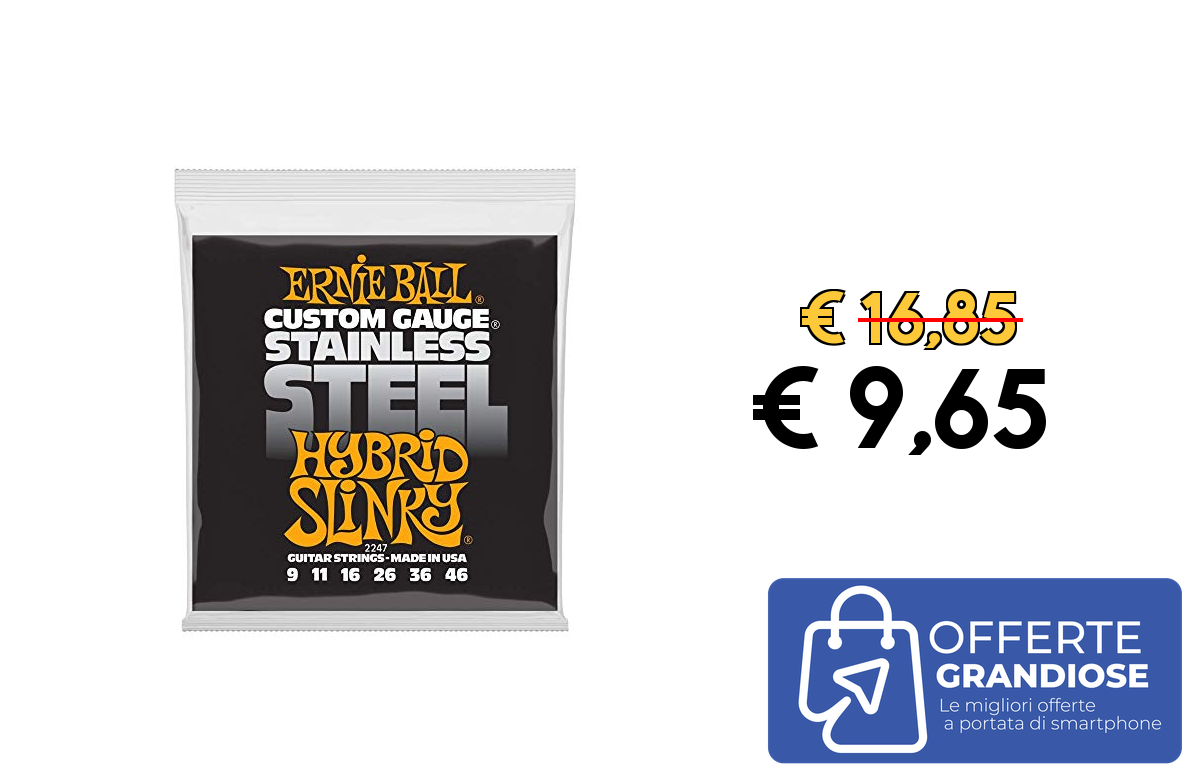 ERNIE BALL®
CUSTOM GAUGE®
STAINLESS
STEEL
HYBRID
SLINKY®
2247
GUITAR STRINGS - MADE IN USA
9 11 16 26 36 46
€ 16,85
€ 9,65
OFFERTE
GRANDIOSE
Le migliori offerte
a portata di smartphone